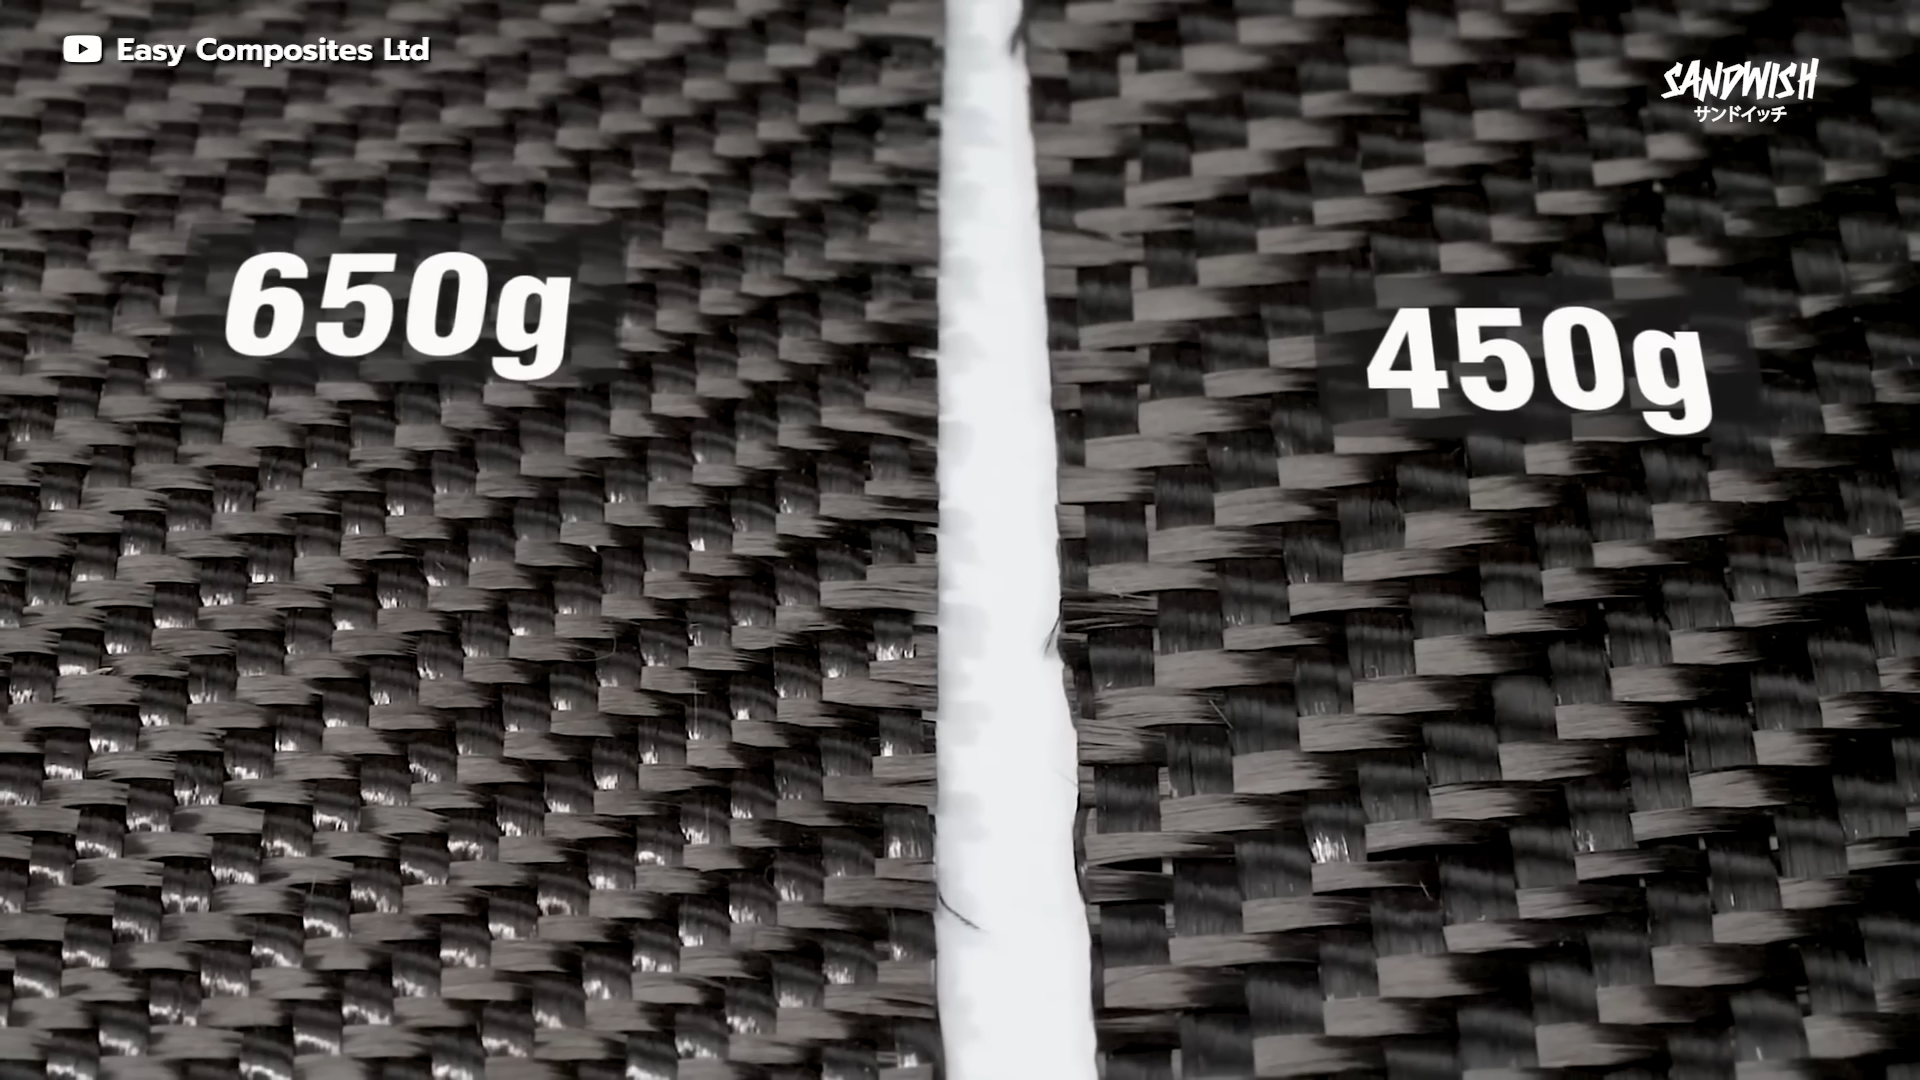 Easy Composites Ltd
SANDWISH
サンドイッチ
650g
450g